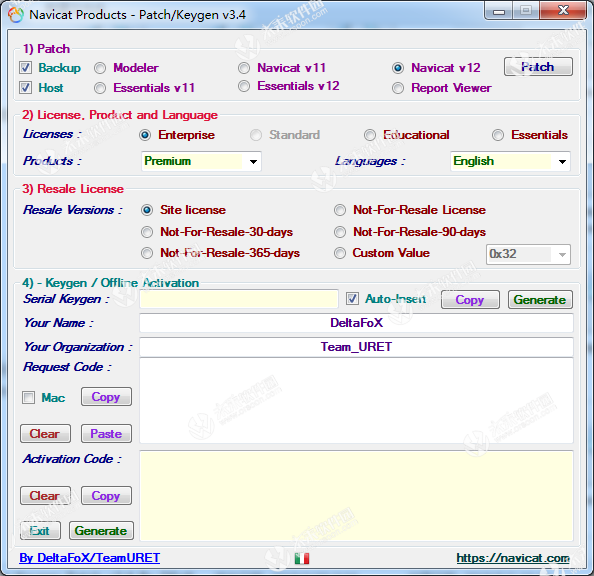 Navicat Products - Patch/Keygen v3.4
1) Patch
Backup Modeler Navicat v11 Navicat v12 Patch
Host Essentials v11 Essentials v12 Report Viewer
2) License, Product and Language
Licenses : Enterprise Standard Educational Essentials
Products : Premium Languages : English
3) Resale License
Resale Versions : Site license Not-For-Resale License
Not-For-Resale-30-days Not-For-Resale-90-days
Not-For-Resale-365-days Custom Value 0x32
4) - Keygen / Offline Activation
Serial Keygen : Auto-Insert Copy Generate
Your Name : DeltaFoX
Your Organization : Team_URET
Request Code :
Mac Copy
Clear Paste
Activation Code :
Clear Copy
Exit Generate
By DeltaFoX/TeamURET https://navicat.com